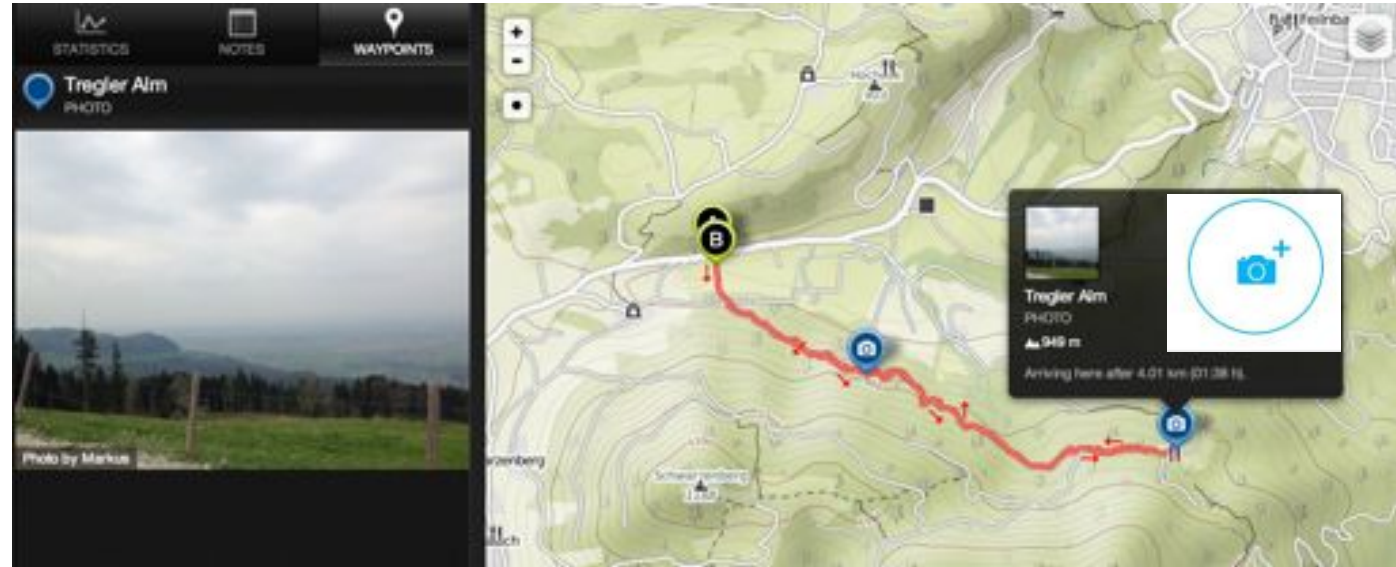 STATISTICS
NOTES
WAYPOINTS
Tregler Alm
PHOTO
Photo by Markus
B
Tregler Alm
PHOTO
949 m
Arriving here after 4.01 km (01:38 h).
Schwarzenberg